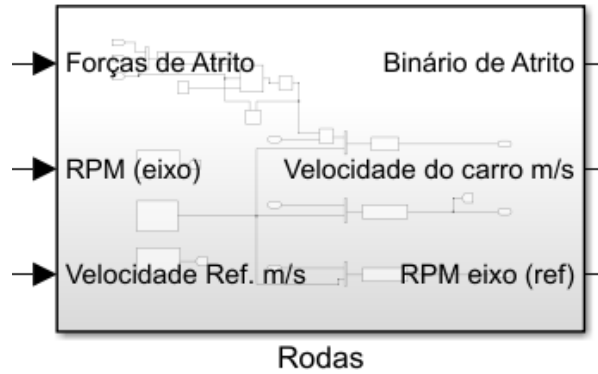 Forças de Atrito
Binário de Atrito
RPM (eixo)
Velocidade do carro m/s
Velocidade Ref. m/s
RPM eixo (ref)
Rodas